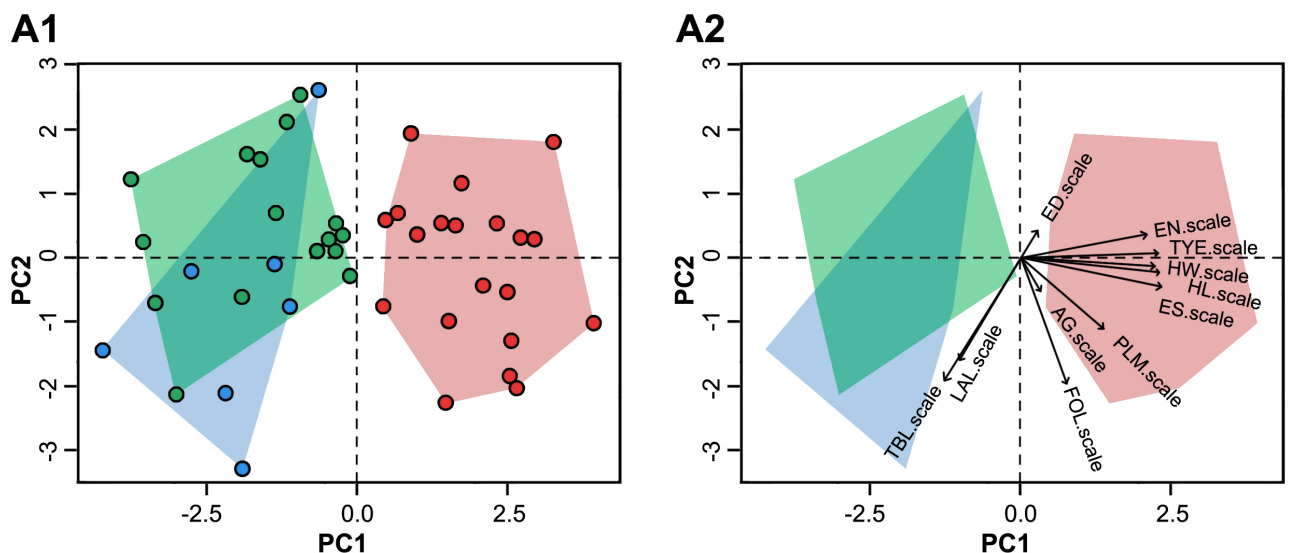 A1
A2
3
2
1
0
-1
-2
-3
PC2
-2.5
0.0
2.5
PC1
3
2
1
0
-1
-2
-3
PC2
ED.scale
EN.scale
TYE.scale
HW.scale
HL.scale
ES.scale
AG.scale
PLM.scale
FOL.scale
LAL.scale
TBL.scale
-2.5
0.0
2.5
PC1